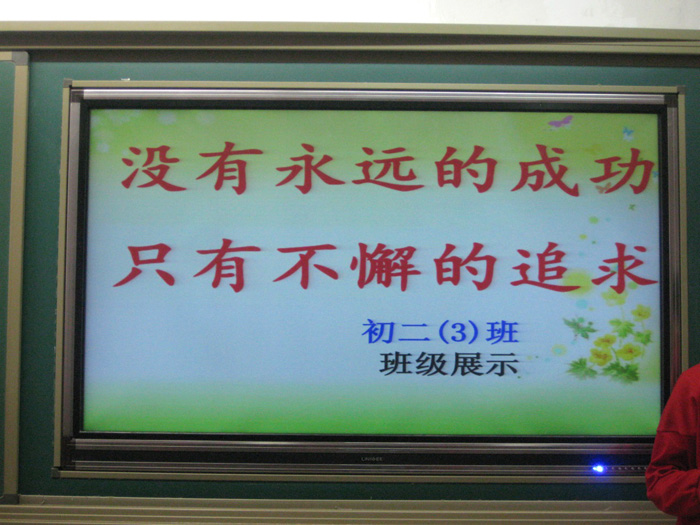 没有永远的成功
只有不懈的追求
初二(3)班
班级展示